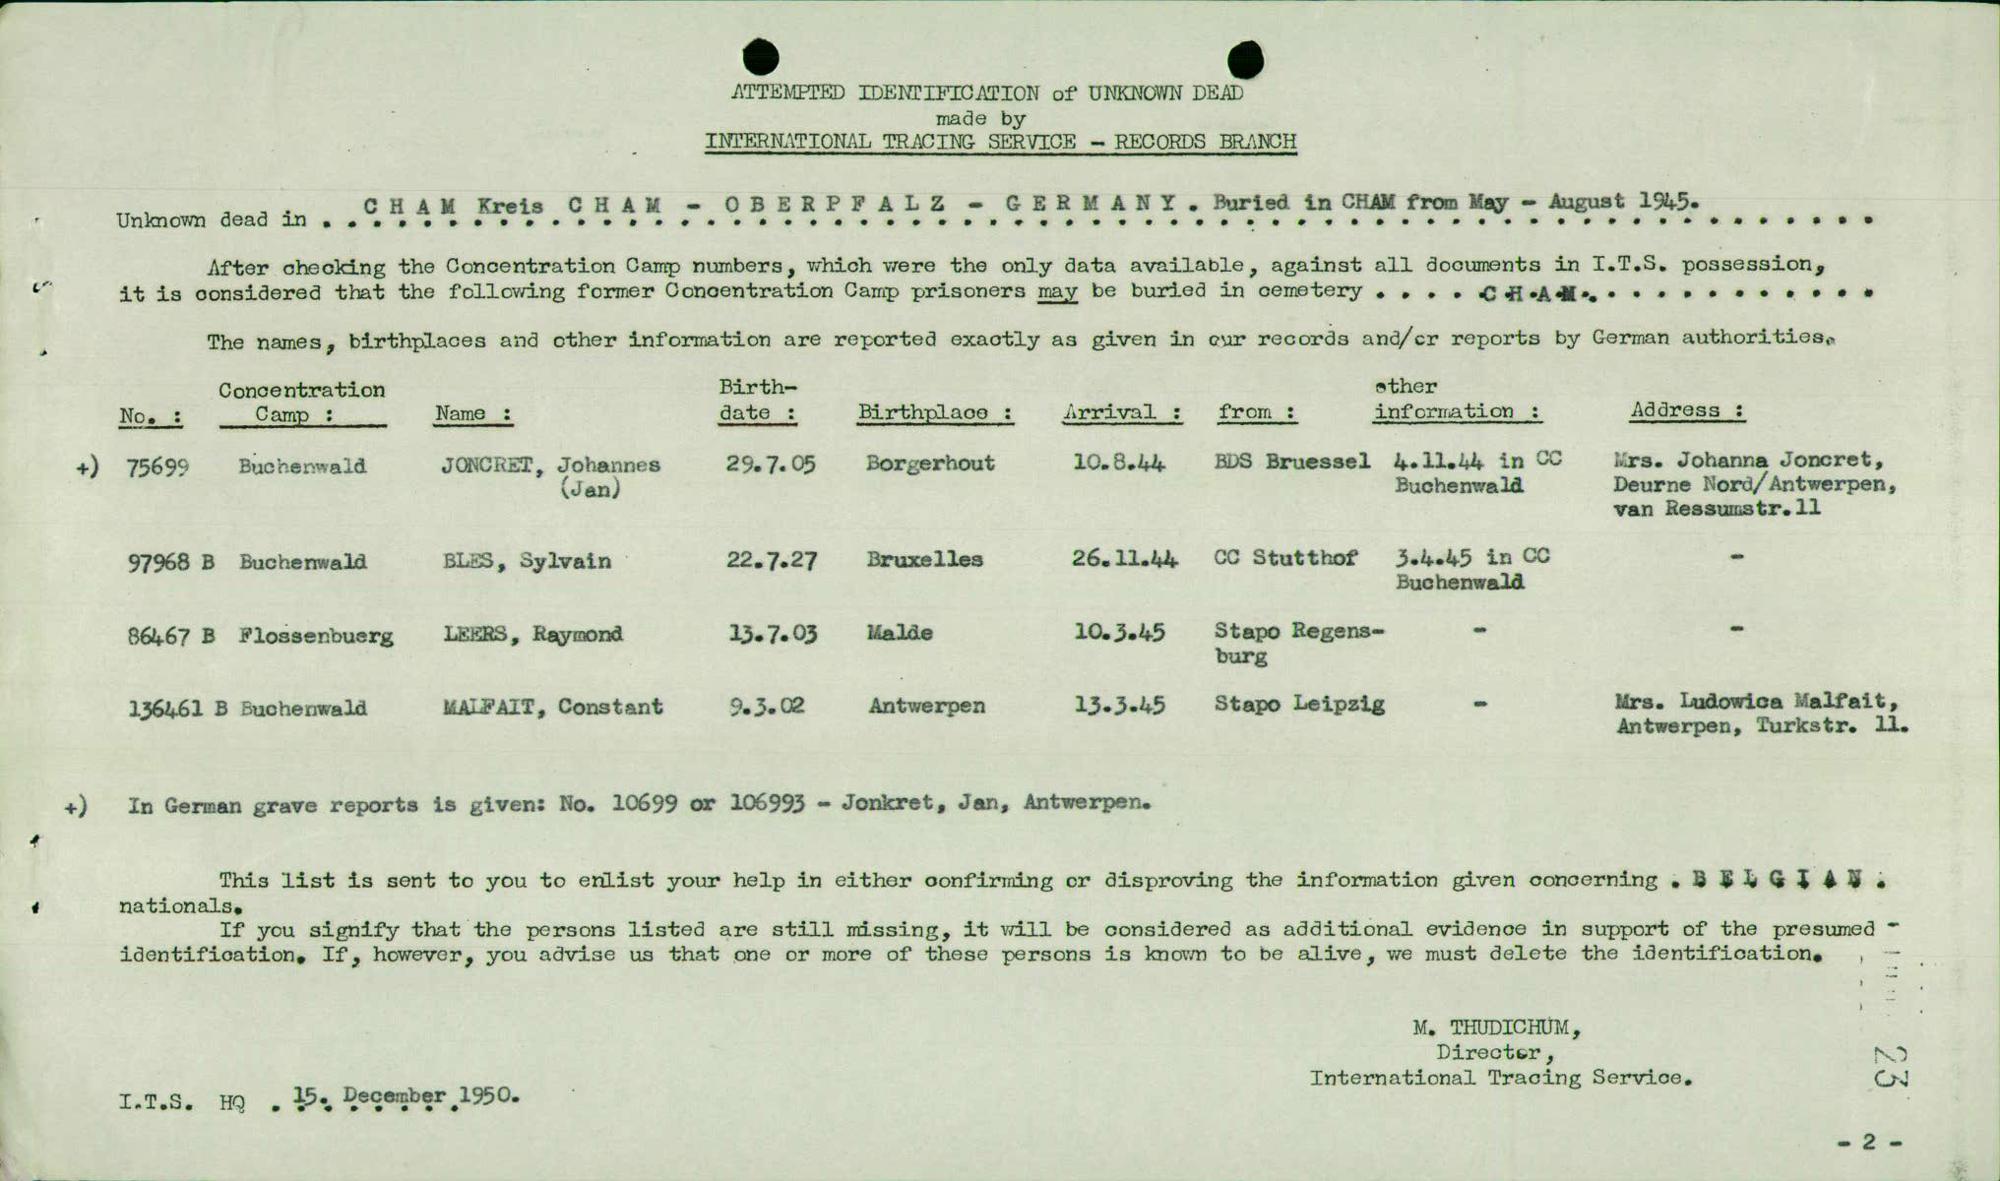 ATTEMPTED IDENTIFICATION of UNKNOWN DEAD
made by
INTERNATIONAL TRACING SERVICE - RECORDS BRANCH
Unknown dead in . . C H A M Kreis C H A M - O B E R P F A L Z - G E R M A N Y . Buried in CHAM from May - August 1945.
After checking the Concentration Camp numbers, which were the only data available, against all documents in I.T.S. possession,
it is considered that the following former Concentration Camp prisoners may be buried in cemetery . . . . C H A M . . . . . . . . . . . .
The names, birthplaces and other information are reported exactly as given in our records and/or reports by German authorities.
No. : Concentration Camp : Name : Birth-date : Birthplace : Arrival : from : other information : Address :
+) 75699 Buchenwald JONCRET, Johannes 29.7.05 Borgerhout 10.8.44 BDS Bruessel 4.11.44 in CC Mrs. Johanna Joncret,
(Jan) Buchenwald Deurne Nord/Antwerpen,
van Ressumstr.11
97968 B Buchenwald BLES, Sylvain 22.7.27 Bruxelles 26.11.44 CC Stutthof 3.4.45 in CC -
Buchenwald
86467 B Flossenbuerg LEERS, Raymond 13.7.03 Malde 10.3.45 Stapo Regens- - -
burg
136461 B Buchenwald MALFAIT, Constant 9.3.02 Antwerpen 13.3.45 Stapo Leipzig - Mrs. Ludowica Malfait,
Antwerpen, Turkstr. 11.
+) In German grave reports is given: No. 10699 or 106993 - Jonkret, Jan, Antwerpen.
This list is sent to you to enlist your help in either confirming or disproving the information given concerning . B E L G I A N .
nationals.
If you signify that the persons listed are still missing, it will be considered as additional evidence in support of the presumed
identification. If, however, you advise us that one or more of these persons is known to be alive, we must delete the identification.
M. THUDICHUM,
Director,
International Tracing Service.
I.T.S. HQ . 15. December 1950.
23
- 2 -